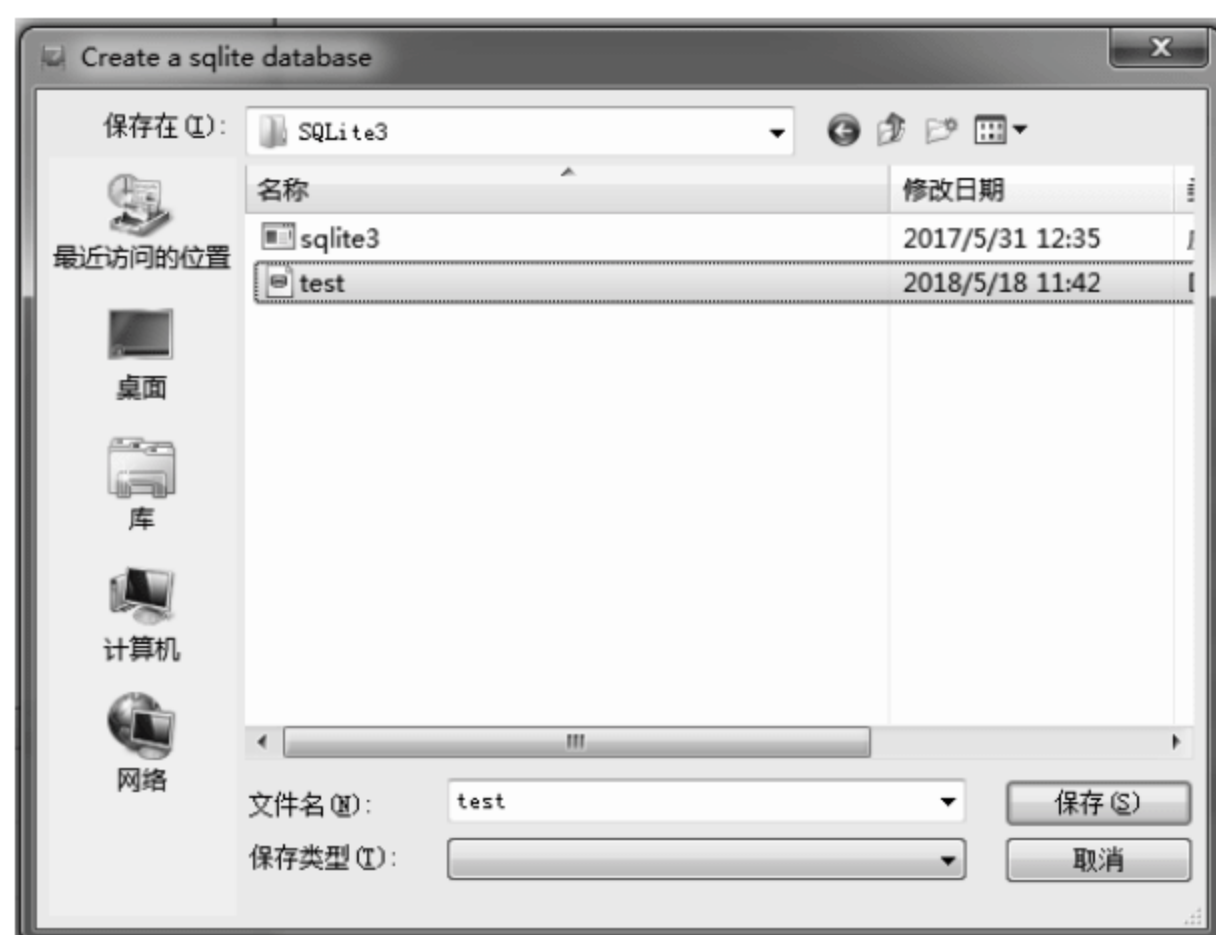 Create a sqlite database
保存在(I):
SQLite3
名称
修改日期
sqlite3
2017/5/31 12:35
test
2018/5/18 11:42
最近访问的位置
桌面
库
计算机
网络
文件名(N):
test
保存(S)
保存类型(T):
取消